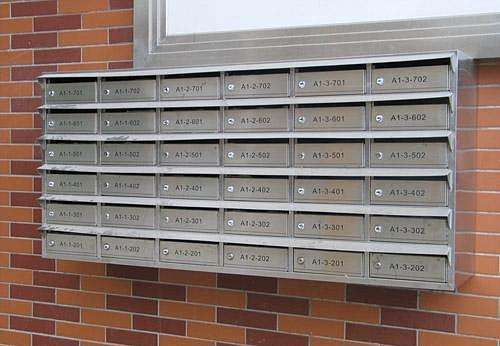 A1-1-701 A1-1-702 A1-2-701 A1-2-702 A1-3-701 A1-3-702
A1-1-601 A1-1-602 A1-2-601 A1-2-602 A1-3-601 A1-3-602
A1-1-501 A1-1-502 A1-2-501 A1-2-502 A1-3-501 A1-3-502
A1-1-401 A1-1-402 A1-2-401 A1-2-402 A1-3-401 A1-3-402
A1-1-301 A1-1-302 A1-2-301 A1-2-302 A1-3-301 A1-3-302
A1-1-201 A1-1-202 A1-2-201 A1-2-202 A1-3-201 A1-3-202